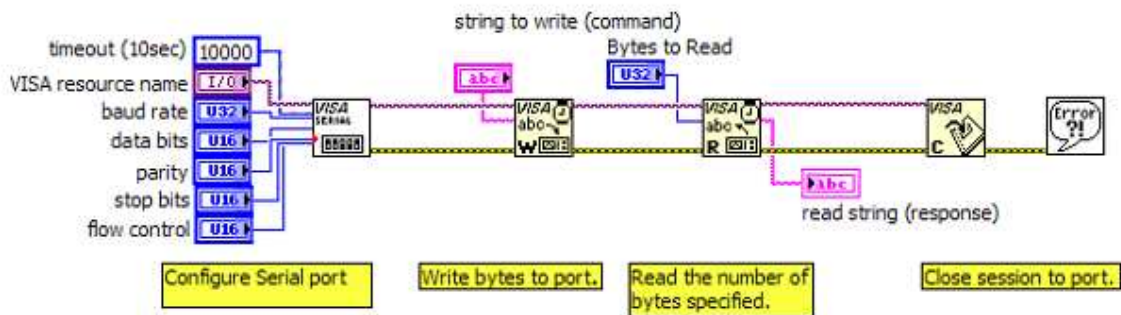 string to write (command)
timeout (10sec) 10000
Bytes to Read
VISA resource name I/O
abc
U32
baud rate U32
VISA
SERIAL
VISA
abc
W
VISA
abc
R
VISA
C
Error
?!
data bits U16
parity U16
abc
stop bits U16
read string (response)
flow control U16
Configure Serial port
Write bytes to port.
Read the number of
bytes specified.
Close session to port.